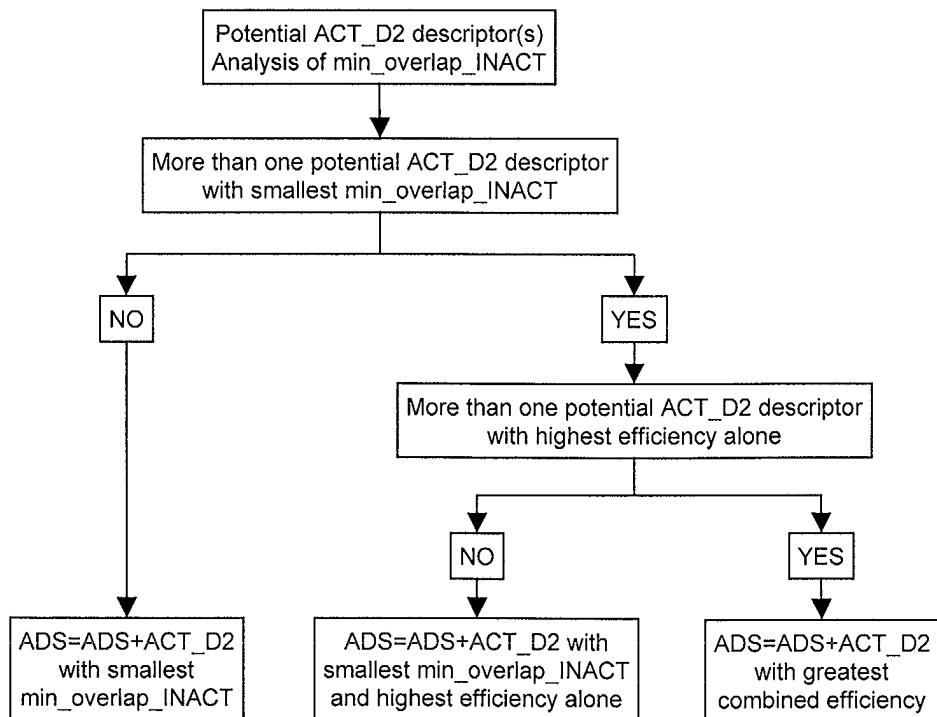 Potential ACT_D2 descriptor(s)
Analysis of min_overlap_INACT
More than one potential ACT_D2 descriptor
with smallest min_overlap_INACT
NO
YES
More than one potential ACT_D2 descriptor
with highest efficiency alone
NO
YES
ADS=ADS+ACT_D2
with smallest
min_overlap_INACT
ADS=ADS+ACT_D2 with
smallest min_overlap_INACT
and highest efficiency alone
ADS=ADS+ACT_D2
with greatest
combined efficiency